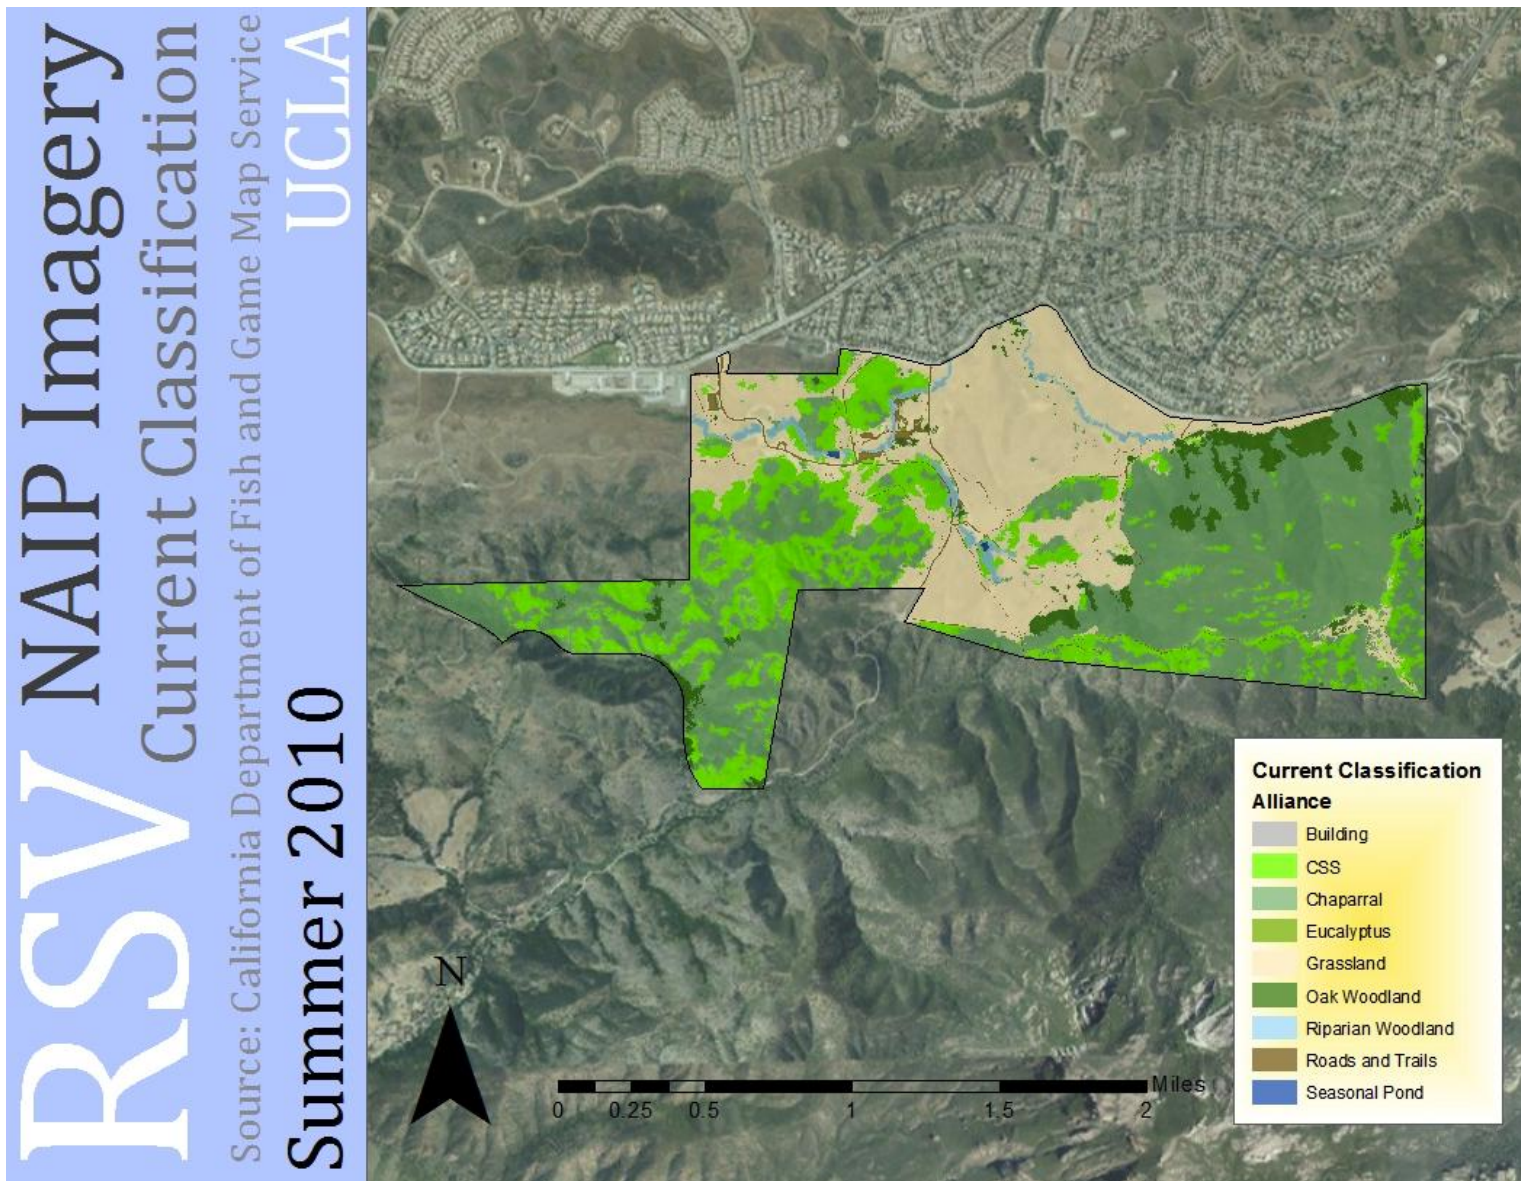 RSV NAIP Imagery
Current Classification
Source: California Department of Fish and Game Map Service
Summer 2010 UCLA
N
Miles
0 0.25 0.5 1 1.5 2
Current Classification
Alliance
Building
CSS
Chaparral
Eucalyptus
Grassland
Oak Woodland
Riparian Woodland
Roads and Trails
Seasonal Pond